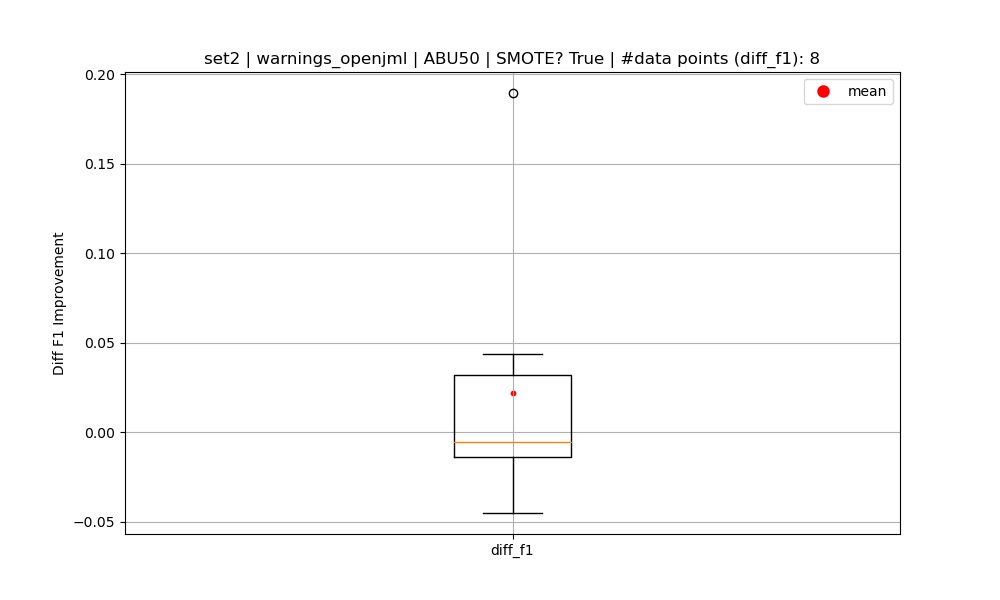 set2 | warnings_openjml | ABU50 | SMOTE? True | #data points (diff_f1): 8
mean
0.20
0.15
0.10
0.05
0.00
−0.05
Diff F1 Improvement
diff_f1